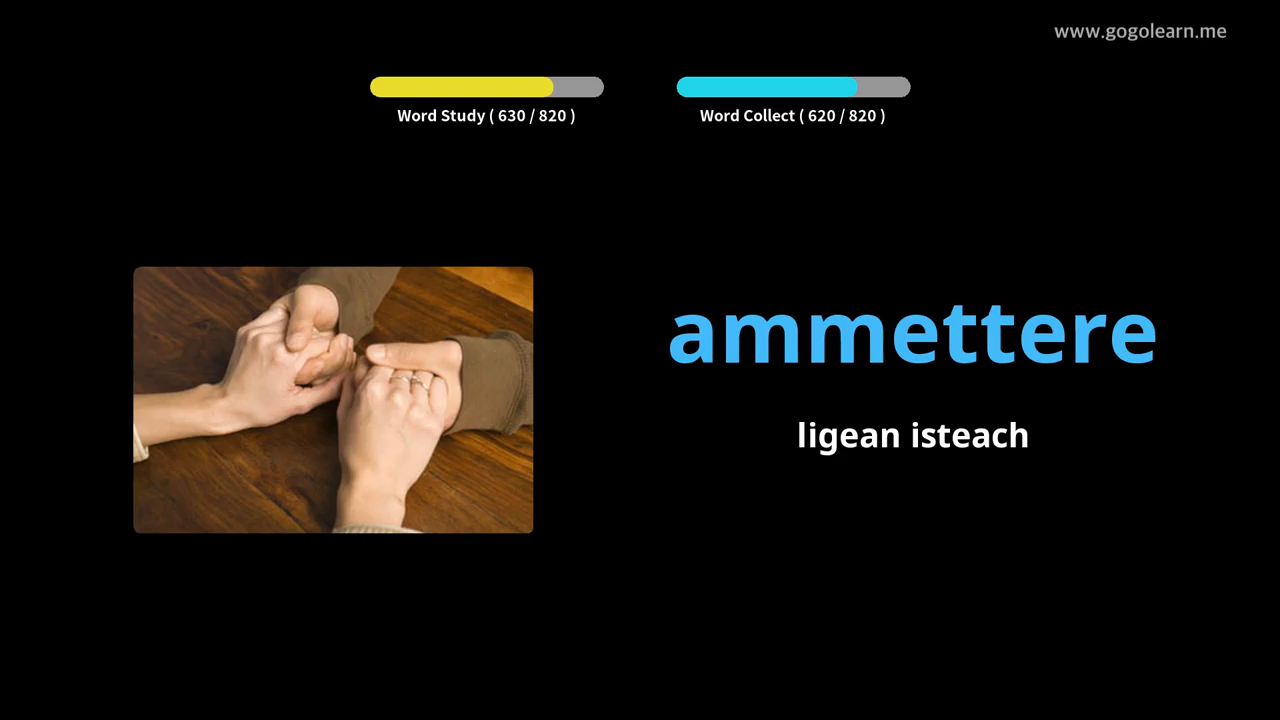 www.gogolearn.me
Word Study ( 630 / 820 )
Word Collect ( 620 / 820 )
ammettere
ligean isteach